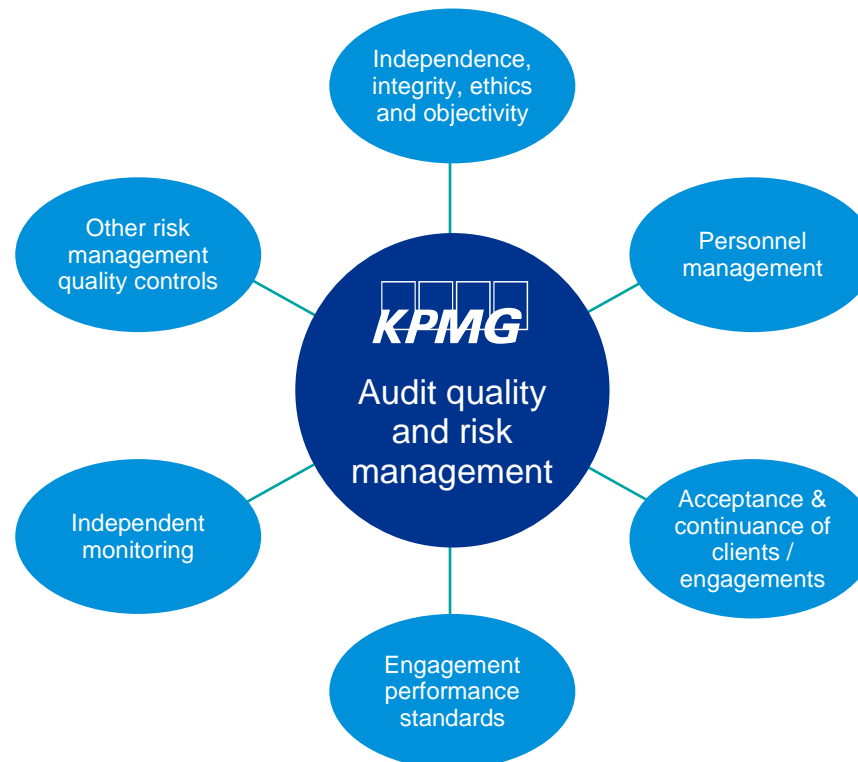 Independence,
integrity, ethics
and objectivity
Other risk
management
quality controls
Personnel
management
KPMG
Audit quality
and risk
management
Independent
monitoring
Acceptance &
continuance of
clients /
engagements
Engagement
performance
standards